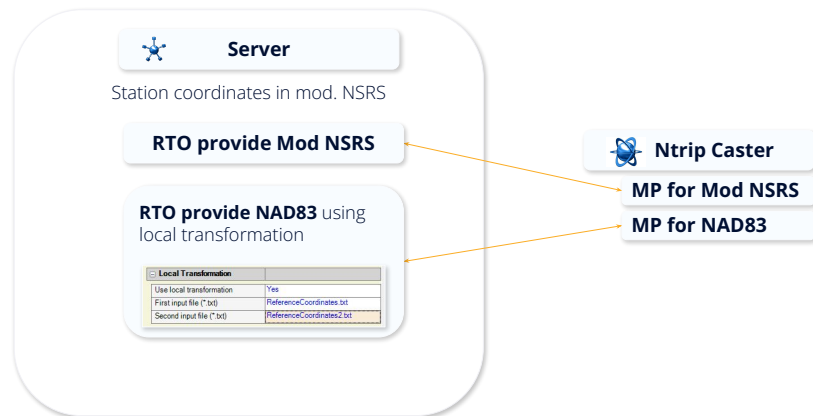 Server
Station coordinates in mod. NSRS
RTO provide Mod NSRS
RTO provide NAD83 using
local transformation
Local Transformation
Use local transformation Yes
First input file (*.txt) ReferenceCoordinates.txt
Second input file (*.txt) ReferenceCoordinates2.txt
Ntrip Caster
MP for Mod NSRS
MP for NAD83